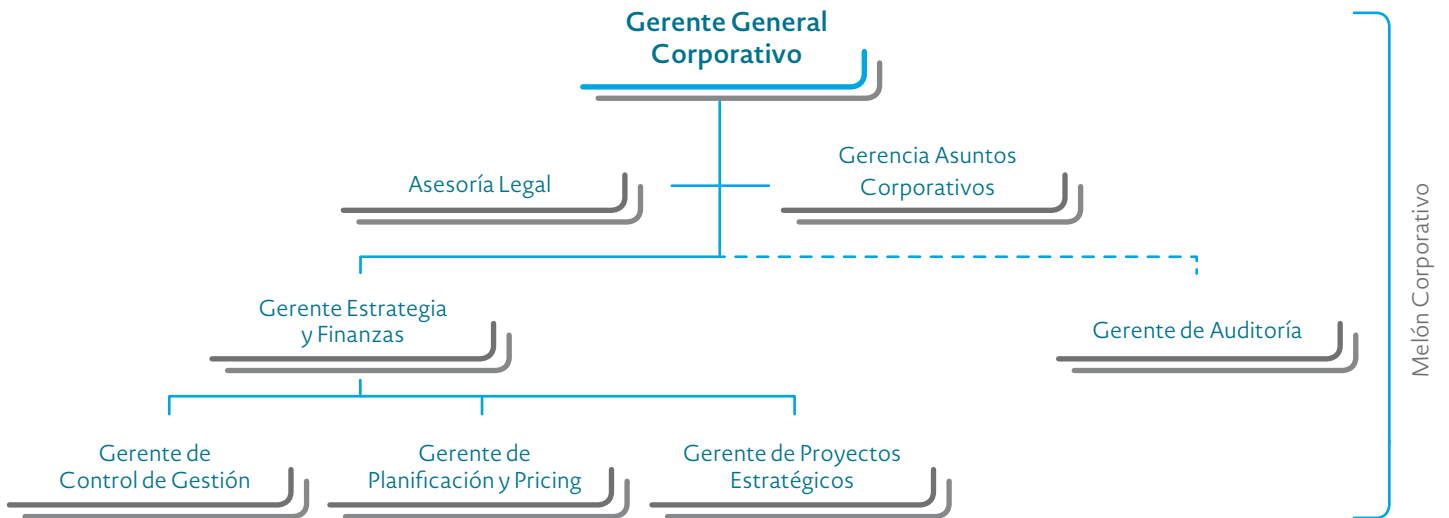 Gerente General
Corporativo
Asesoría Legal
Gerencia Asuntos
Corporativos
Gerente Estrategia
y Finanzas
Gerente de Auditoría
Gerente de
Control de Gestión
Gerente de
Planificación y Pricing
Gerente de Proyectos
Estratégicos
Melón Corporativo